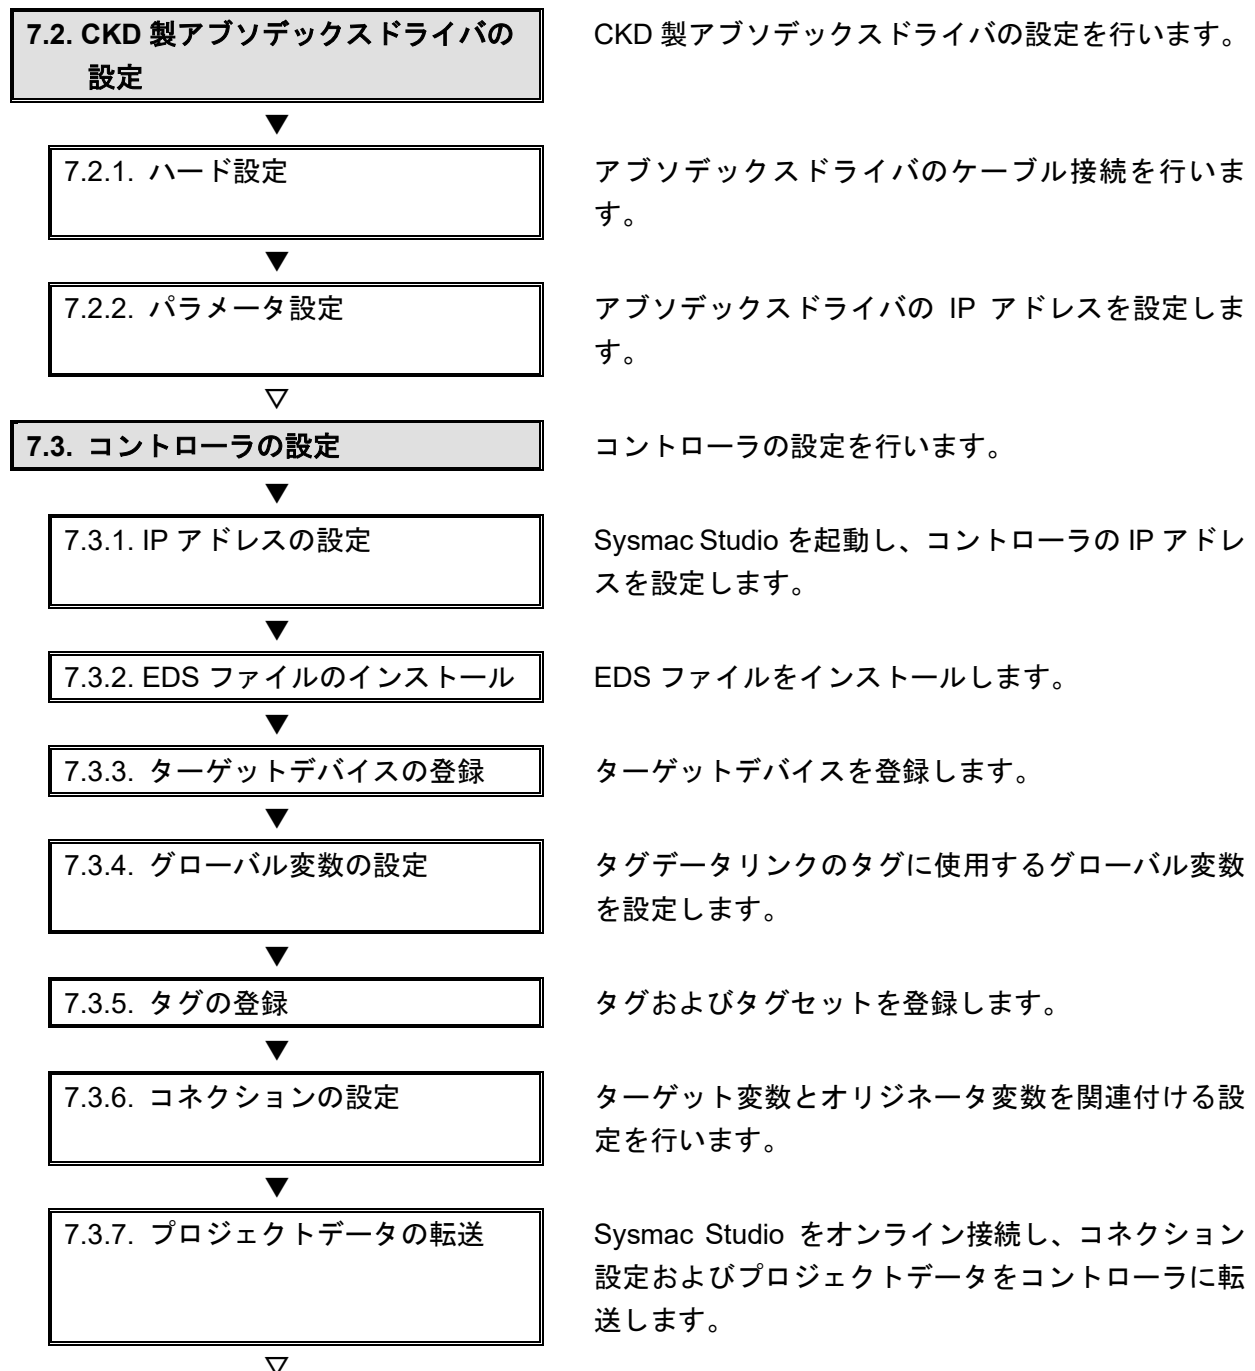 7.2. CKD 製アブソデックスドライバの
設定
CKD 製アブソデックスドライバの設定を行います。
▼
7.2.1. ハード設定
アブソデックスドライバのケーブル接続を行いま
す。
▼
7.2.2. パラメータ設定
アブソデックスドライバの IP アドレスを設定しま
す。
▽
7.3. コントローラの設定
コントローラの設定を行います。
▼
7.3.1. IP アドレスの設定
Sysmac Studio を起動し、コントローラの IP アドレ
スを設定します。
▼
7.3.2. EDS ファイルのインストール
EDS ファイルをインストールします。
▼
7.3.3. ターゲットデバイスの登録
ターゲットデバイスを登録します。
▼
7.3.4. グローバル変数の設定
タグデータリンクのタグに使用するグローバル変数
を設定します。
▼
7.3.5. タグの登録
タグおよびタグセットを登録します。
▼
7.3.6. コネクションの設定
ターゲット変数とオリジネータ変数を関連付ける設
定を行います。
▼
7.3.7. プロジェクトデータの転送
Sysmac Studio をオンライン接続し、コネクション
設定およびプロジェクトデータをコントローラに転
送します。
▽